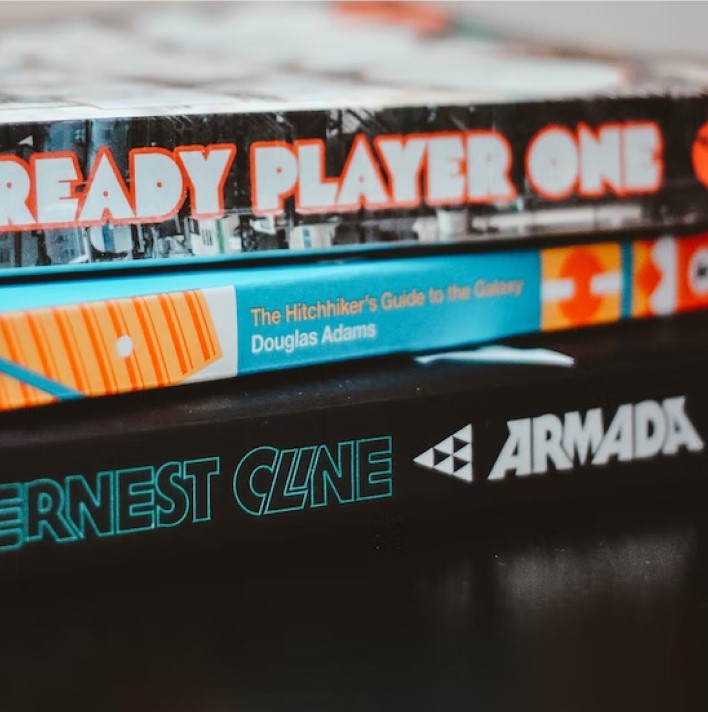 READY PLAYER ONE
The Hitchhiker's Guide to the Galaxy
Douglas Adams
ERNEST CLINE ARMADA